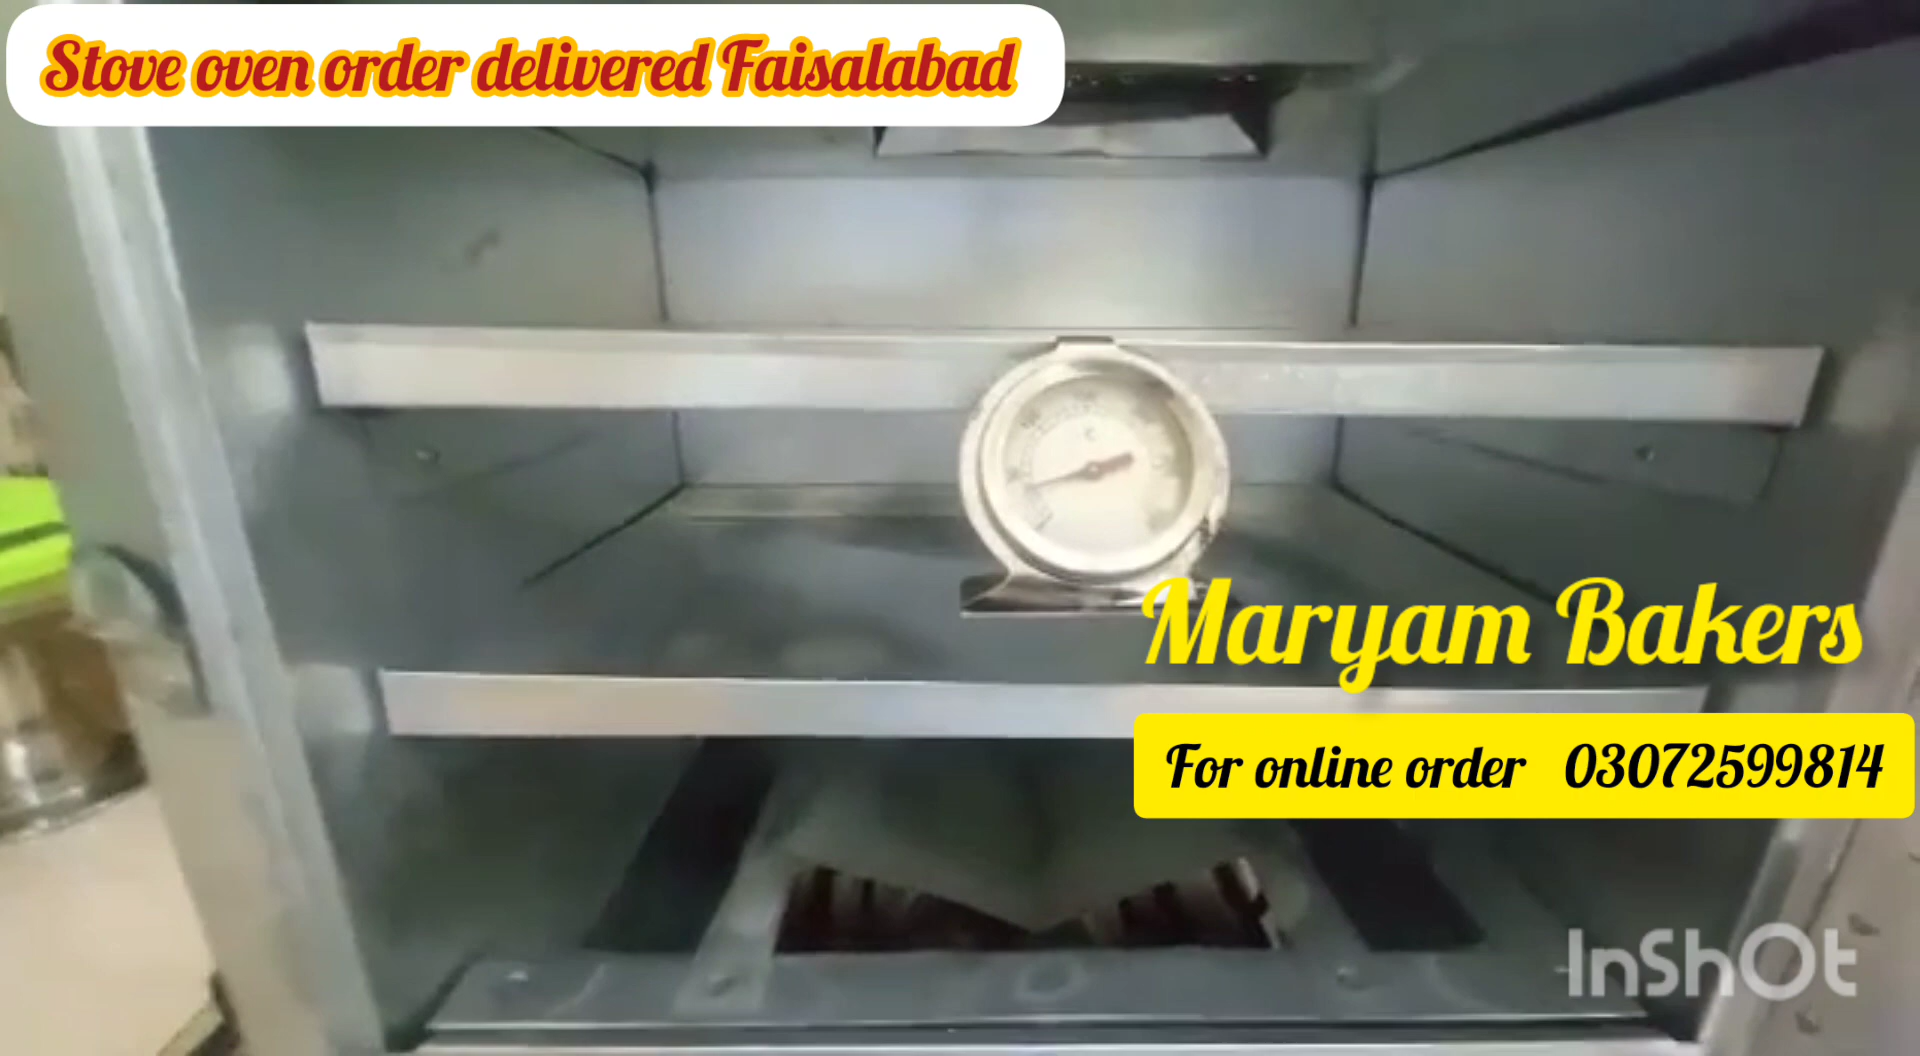 Stove oven order delivered Faisalabad
Maryam Bakers
For online order 03072599814
InShOt